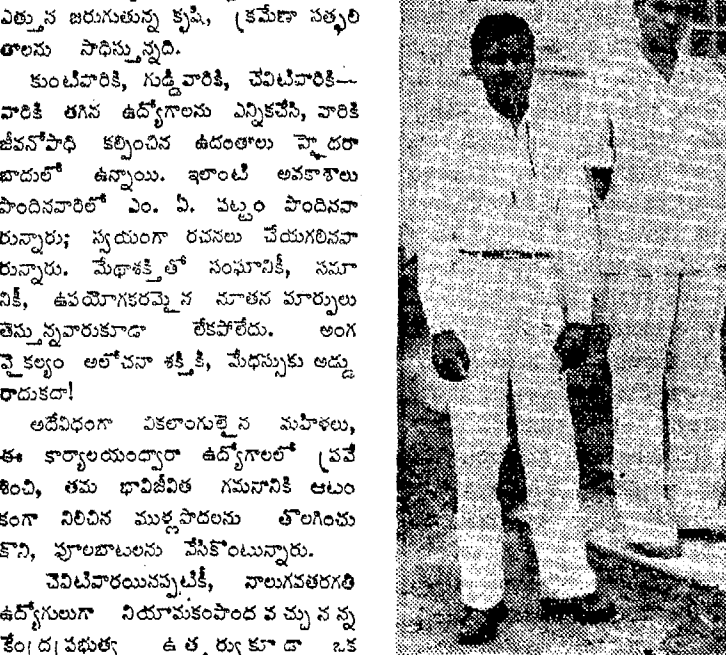 ఎత్తున జరుగుతున్న కృషి, క్రమేణా సత్ఫలి
తాలను సాధిస్తున్నది.
కుంటివారికి, గుడ్డివారికి, చెవిటివారికి—
వారికి తగిన ఉద్యోగాలను ఎన్నికచేసి, వారికి
జీవనోపాధి కల్పించిన ఉదంతాలు హైదరా
బాదులో ఉన్నాయి. ఇలాంటి అవకాశాలు
పొందినవారిలో ఎం. ఏ. పట్టం పొందినవా
రున్నారు; స్వయంగా రచనలు చేయగలినవా
రున్నారు. మేథాశక్తితో సంఘానికీ, సమా
నికీ, ఉపయోగకరమైన నూతన మార్పులు
తెస్తున్నవారుకూడా లేకపోలేదు. అంగ
వైకల్యం అలోచనా శక్తికి, మేధస్సుకు అడ్డు
రాదుకదా!
అదేవిధంగా వికలాంగులైన మహిళలు,
ఈ కార్యాలయంద్వారా ఉద్యోగాలలో ప్రవే
శించి, తమ భావిజీవిత గమనానికి ఆటం
కంగా నిలిచిన ముళ్లపొదలను తొలగించు
కొని, పూలబాటలను వేసికొంటున్నారు.
చెవిటివారయినప్పటికీ, నాలుగవతరగతి
ఉద్యోగులుగా నియామకంపొంద వచ్చునన్న
కేంద్రప్రభుత్వ ఉత్తర్వుకూడా ఒక